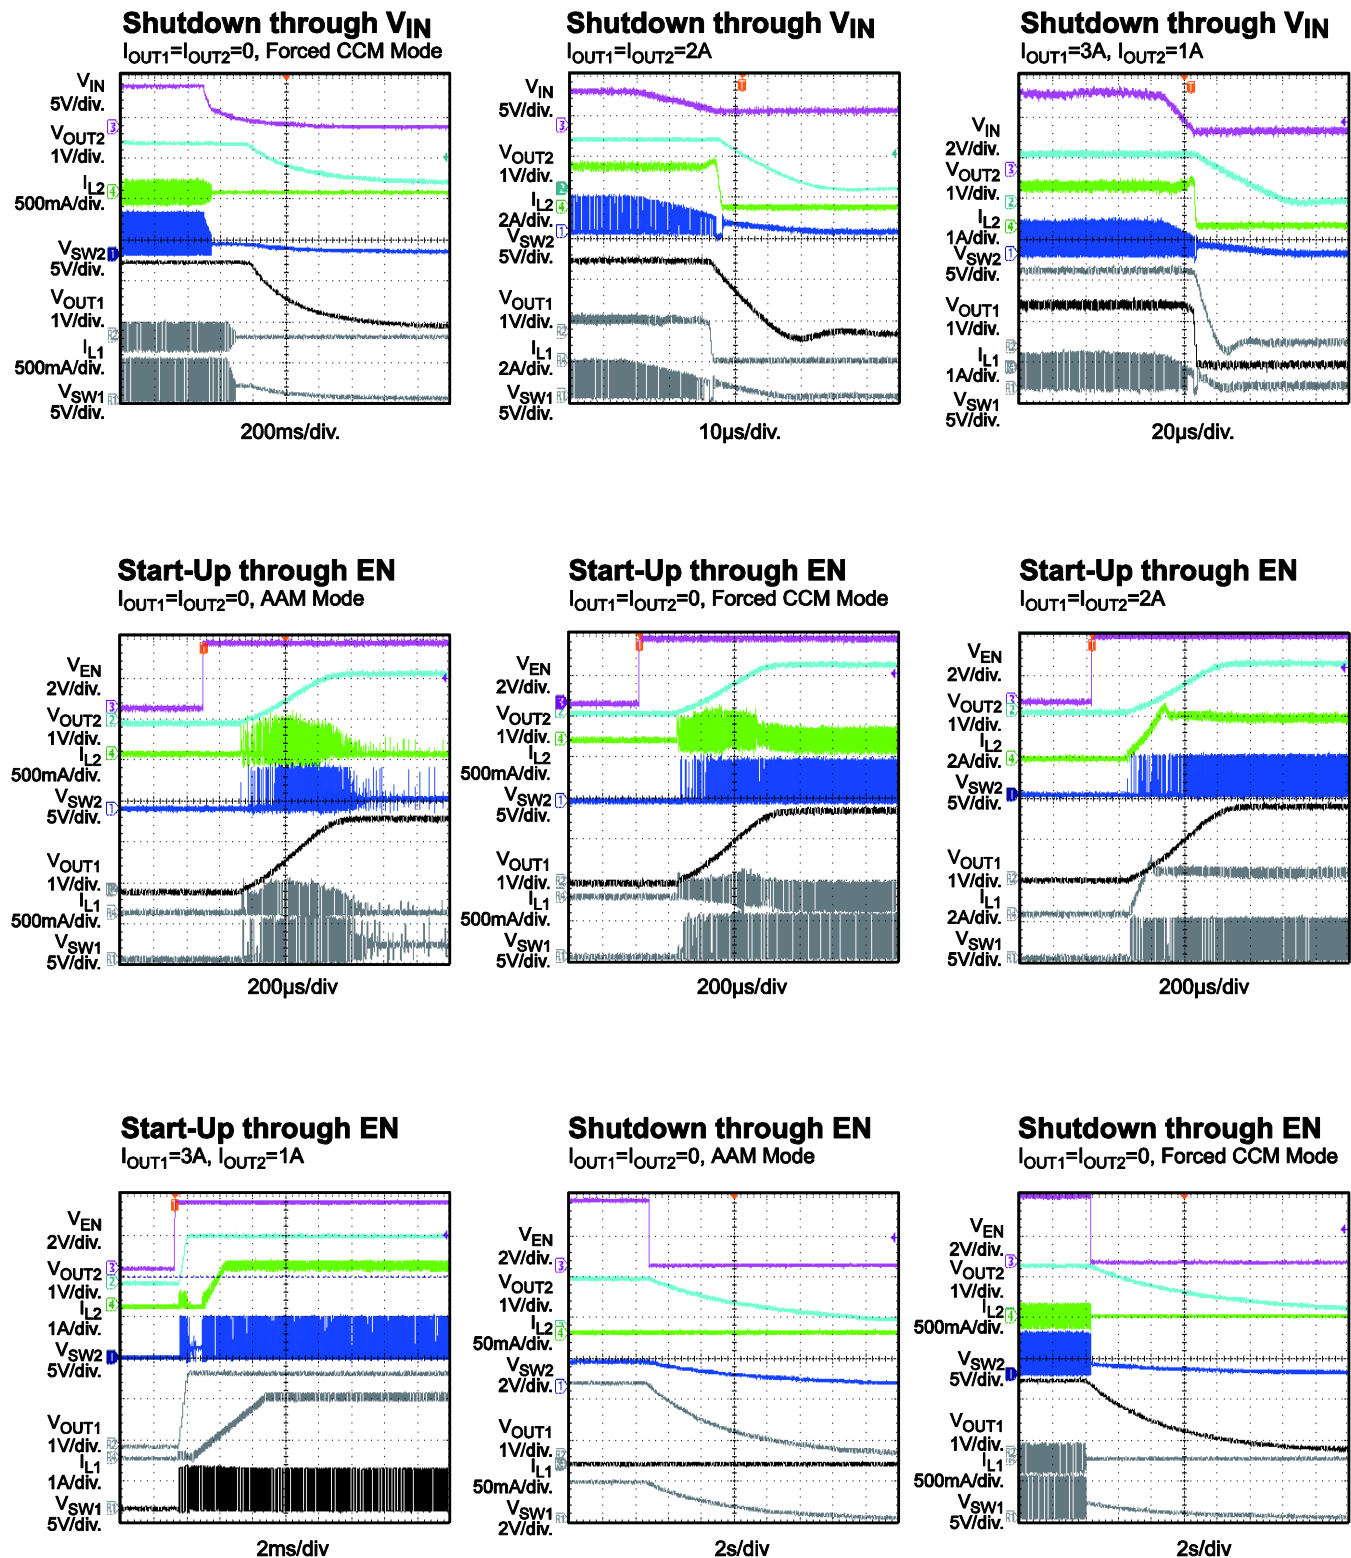 Shutdown through VIN
IOUT1=IOUT2=0, Forced CCM Mode
VIN
5V/div.
VOUT2
1V/div.
IL2
500mA/div.
VSW2
5V/div.
VOUT1
1V/div.
IL1
500mA/div.
VSW1
5V/div.
200ms/div.
Shutdown through VIN
IOUT1=IOUT2=2A
VIN
5V/div.
VOUT2
1V/div.
IL2
2A/div.
VSW2
5V/div.
VOUT1
1V/div.
IL1
2A/div.
VSW1
5V/div.
10µs/div.
Shutdown through VIN
IOUT1=3A, IOUT2=1A
VIN
2V/div.
VOUT2
1V/div.
IL2
1A/div.
VSW2
5V/div.
VOUT1
1V/div.
IL1
1A/div.
VSW1
5V/div.
20µs/div.
Start-Up through EN
IOUT1=IOUT2=0, AAM Mode
VEN
2V/div.
VOUT2
1V/div.
IL2
500mA/div.
VSW2
5V/div.
VOUT1
1V/div.
IL1
500mA/div.
VSW1
5V/div.
200µs/div
Start-Up through EN
IOUT1=IOUT2=0, Forced CCM Mode
VEN
2V/div.
VOUT2
1V/div.
IL2
500mA/div.
VSW2
5V/div.
VOUT1
1V/div.
IL1
500mA/div.
VSW1
5V/div.
200µs/div
Start-Up through EN
IOUT1=IOUT2=2A
VEN
2V/div.
VOUT2
1V/div.
IL2
2A/div.
VSW2
5V/div.
VOUT1
1V/div.
IL1
2A/div.
VSW1
5V/div.
200µs/div
Start-Up through EN
IOUT1=3A, IOUT2=1A
VEN
2V/div.
VOUT2
1V/div.
IL2
1A/div.
VSW2
5V/div.
VOUT1
1V/div.
IL1
1A/div.
VSW1
5V/div.
2ms/div
Shutdown through EN
IOUT1=IOUT2=0, AAM Mode
VEN
2V/div.
VOUT2
1V/div.
IL2
50mA/div.
VSW2
2V/div.
VOUT1
1V/div.
IL1
50mA/div.
VSW1
2V/div.
2s/div
Shutdown through EN
IOUT1=IOUT2=0, Forced CCM Mode
VEN
2V/div.
VOUT2
1V/div.
IL2
500mA/div.
VSW2
5V/div.
VOUT1
1V/div.
IL1
500mA/div.
VSW1
5V/div.
2s/div